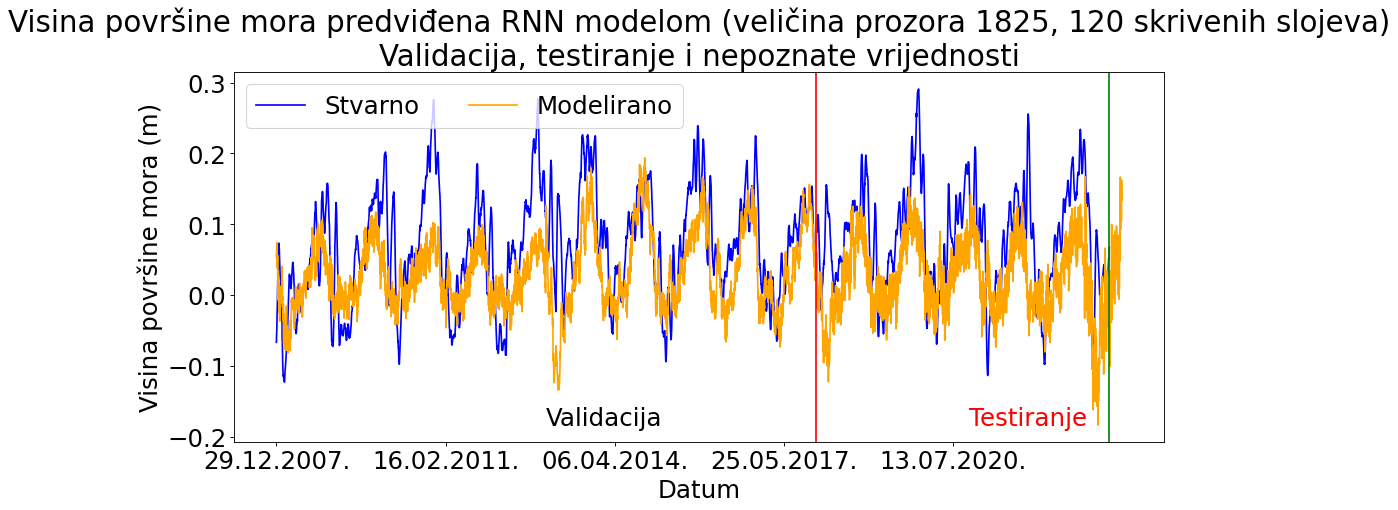 Visina površine mora predviđena RNN modelom (veličina prozora 1825, 120 skrivenih slojeva)
Validacija, testiranje i nepoznate vrijednosti
Stvarno
Modelirano
Visina površine mora (m)
0.3
0.2
0.1
0.0
−0.1
−0.2
Validacija
Testiranje
29.12.2007.
16.02.2011.
06.04.2014.
25.05.2017.
13.07.2020.
Datum